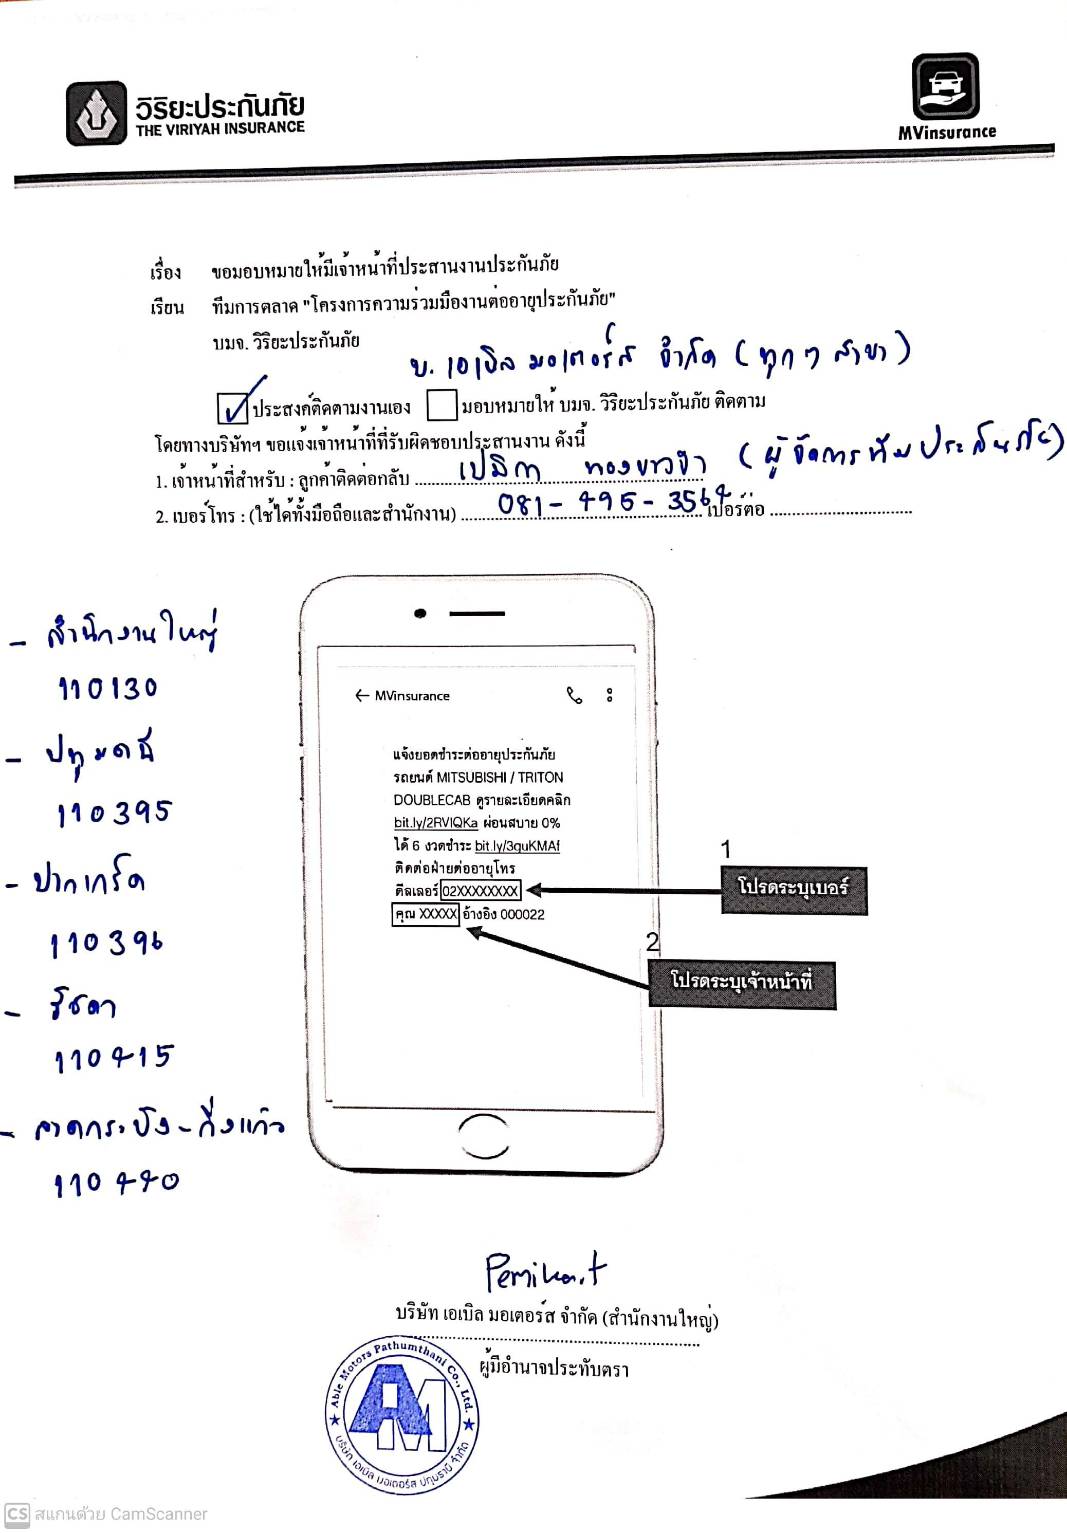 วิริยะประกันภัย
THE VIRIYAH INSURANCE
MVinsurance
เรื่อง ขอมอบหมายให้มีเจ้าหน้าที่ประสานงานประกันภัย
เรียน ทีมการตลาด "โครงการความร่วมมืองานต่ออายุประกันภัย"
บมจ. วิริยะประกันภัย
บ. เอเบิล มอเตอร์ส จำกัด (ทุกๆ สาขา)
ประสงค์ติดตามงานเอง มอบหมายให้ บมจ. วิริยะประกันภัย ติดตาม
โดยทางบริษัทฯ ขอแจ้งเจ้าหน้าที่ที่รับผิดชอบประสานงาน ดังนี้
1. เจ้าหน้าที่สำหรับ : ลูกค้าติดต่อกลับ เปมิกา (ผู้จัดการทีมประกันภัย)
2. เบอร์โทร : (ใช้ได้ทั้งมือถือและสำนักงาน) 081-495-3564 เบอร์ต่อ
- สำนักงานใหญ่
110130
- ปทุมธานี
110395
- ปากเกร็ด
110396
- รัชดา
110415
- ลาดกระบัง-กิ่งแก้ว
110440
← MVinsurance
แจ้งยอดชำระต่ออายุประกันภัย
รถยนต์ MITSUBISHI / TRITON
DOUBLECAB ดูรายละเอียดคลิก
bit.ly/2RVIQKa ผ่อนสบาย 0%
ได้ 6 งวดชำระ bit.ly/3guKMAf
ติดต่อฝ่ายต่ออายุโทร
ดีลเลอร์ 02XXXXXXXX
คุณ XXXXX อ้างอิง 000022
1
โปรดระบุเบอร์
2
โปรดระบุเจ้าหน้าที่
Pemika.t
บริษัท เอเบิล มอเตอร์ส จำกัด (สำนักงานใหญ่)
ผู้มีอำนาจประทับตรา
Able Motors Pathumthani Co., Ltd.
AM
บริษัท เอเบิล มอเตอร์ส ปทุมธานี จำกัด
CS สแกนด้วย CamScanner